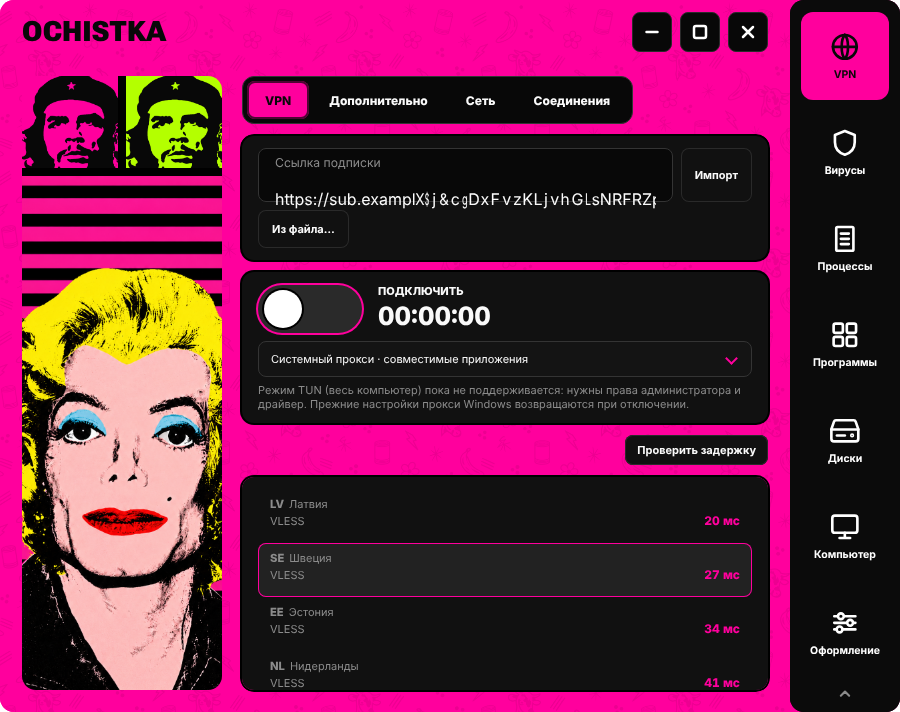 OCHISTKA
VPN
Дополнительно
Сеть
Соединения
Ссылка подписки
Импорт
Из файла...
ПОДКЛЮЧИТЬ
00:00:00
Системный прокси · совместимые приложения
Режим TUN (весь компьютер) пока не поддерживается: нужны права администратора и
драйвер. Прежние настройки прокси Windows возвращаются при отключении.
Проверить задержку
LV Латвия
VLESS
20 мс
SE Швеция
VLESS
27 мс
EE Эстония
VLESS
34 мс
NL Нидерланды
VLESS
41 мс
VPN
Вирусы
Процессы
Программы
Диски
Компьютер
Оформление